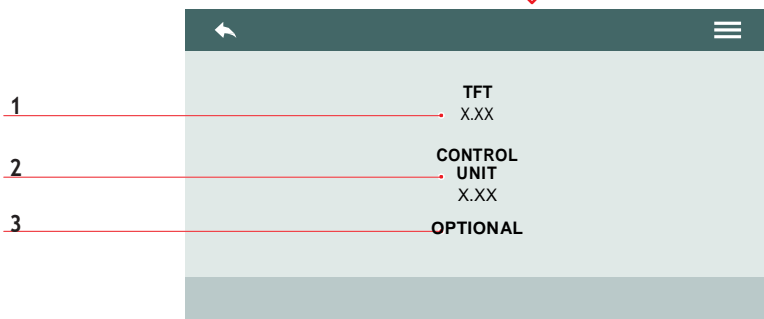 1
TFT
X.XX
2
CONTROL
UNIT
X.XX
3
OPTIONAL